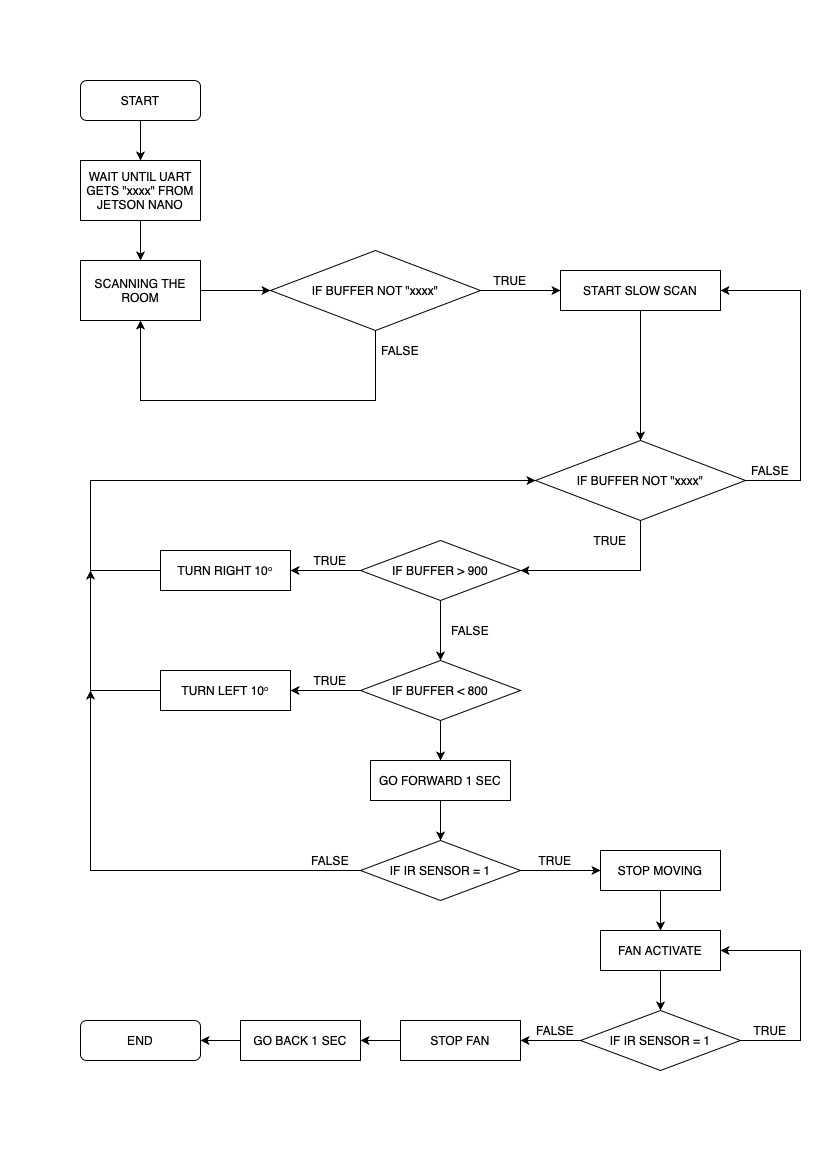 START
WAIT UNTIL UART
GETS "xxxx" FROM
JETSON NANO
SCANNING THE
ROOM
IF BUFFER NOT "xxxx"
TRUE
START SLOW SCAN
FALSE
IF BUFFER NOT "xxxx"
FALSE
TRUE
TURN RIGHT 10º
TRUE
IF BUFFER > 900
FALSE
TURN LEFT 10º
TRUE
IF BUFFER < 800
GO FORWARD 1 SEC
FALSE
IF IR SENSOR = 1
TRUE
STOP MOVING
FAN ACTIVATE
END
GO BACK 1 SEC
STOP FAN
FALSE
IF IR SENSOR = 1
TRUE